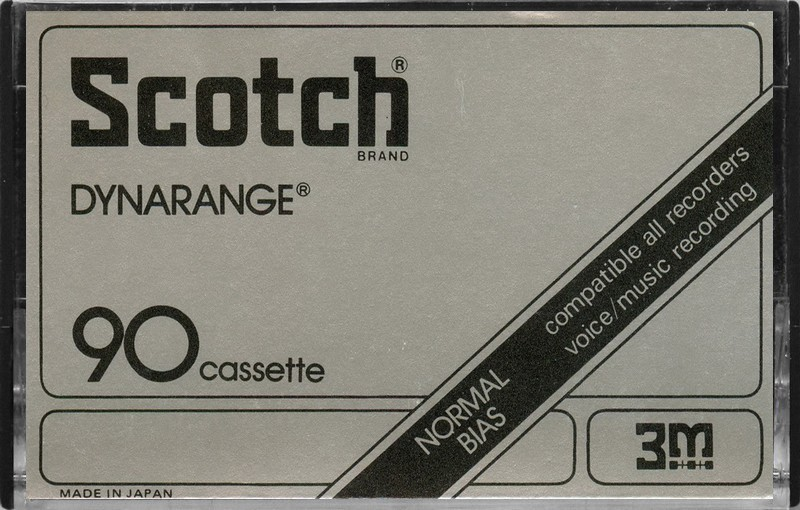 Scotch®
BRAND
DYNARANGE®
90 cassette
compatible all recorders
voice/music recording
NORMAL
BIAS
3M
MADE IN JAPAN